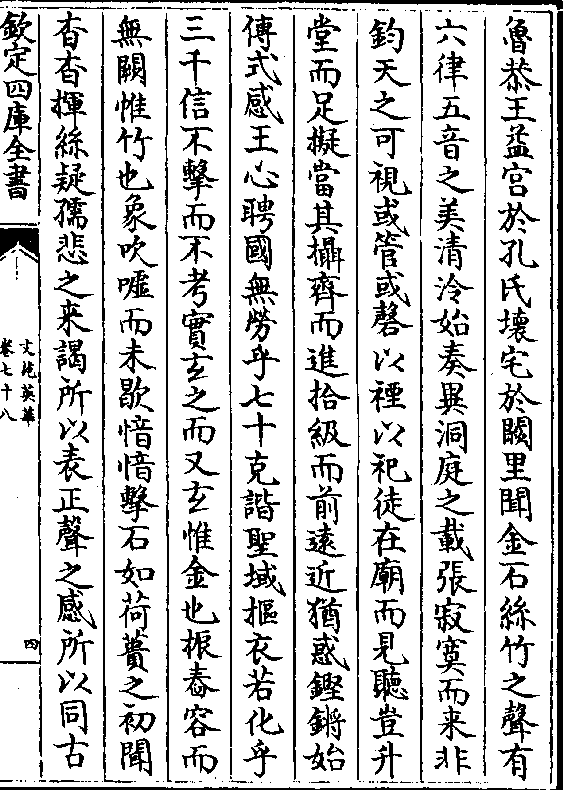 魯恭王益宮於孔氏壊宅於闕里聞金石絲竹之聲有
六律五音之美清泠始奏異洞庭之載張寂寞而来非
鈞天之可視或管或磬以禋以祀徒在廟而見聽豈升
堂而足擬當其攝齊而進拾級而前遠近猶惑鏗鏘始
傳式感王心聘國無勞乎七十克諧聖域摳衣若化乎
三千信不擊而不考實玄之而又玄惟金也振舂容而
無闕惟竹也象吹嘘而未歇愔愔擊石如荷蕢之初聞
杳杳揮絲疑孺悲之来謁所以表正聲之感所以同古
欽定四庫全書
文苑英華
卷七十八
四